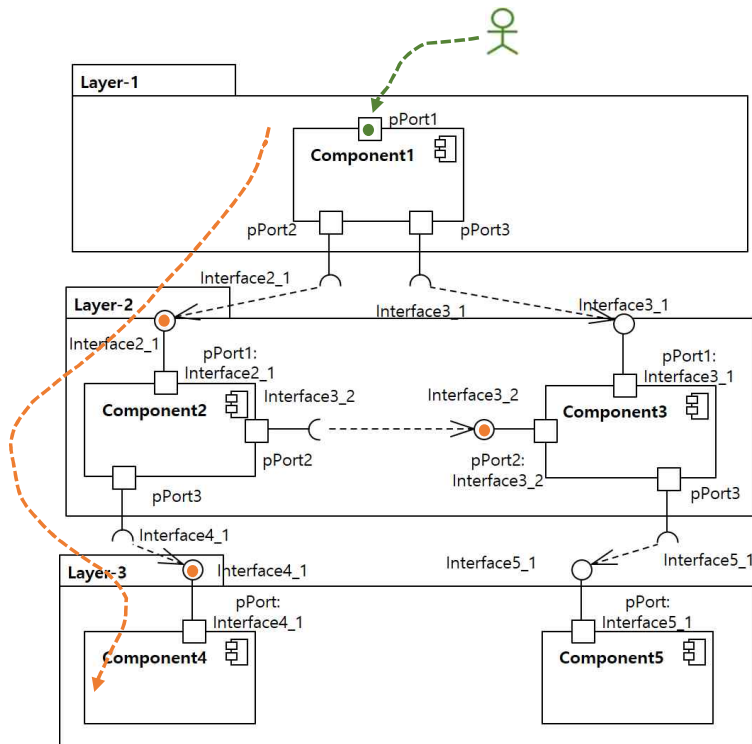 Layer-1
pPort1
Component1
pPort2
pPort3
Interface2_1
Interface3_1
Interface3_1
Layer-2
Interface2_1
pPort1:
Interface2_1
pPort1:
Interface3_1
Interface3_2
Interface3_2
Component2
Component3
pPort2
pPort2:
Interface3_2
pPort3
pPort3
Interface4_1
Interface5_1
Interface5_1
Layer-3
Interface4_1
pPort:
Interface4_1
pPort:
Interface5_1
Component4
Component5